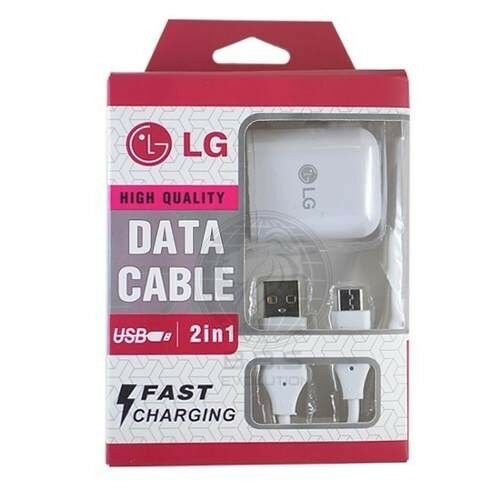 LG
HIGH QUALITY
DATA
CABLE
USB 2in1
FAST
CHARGING
LG